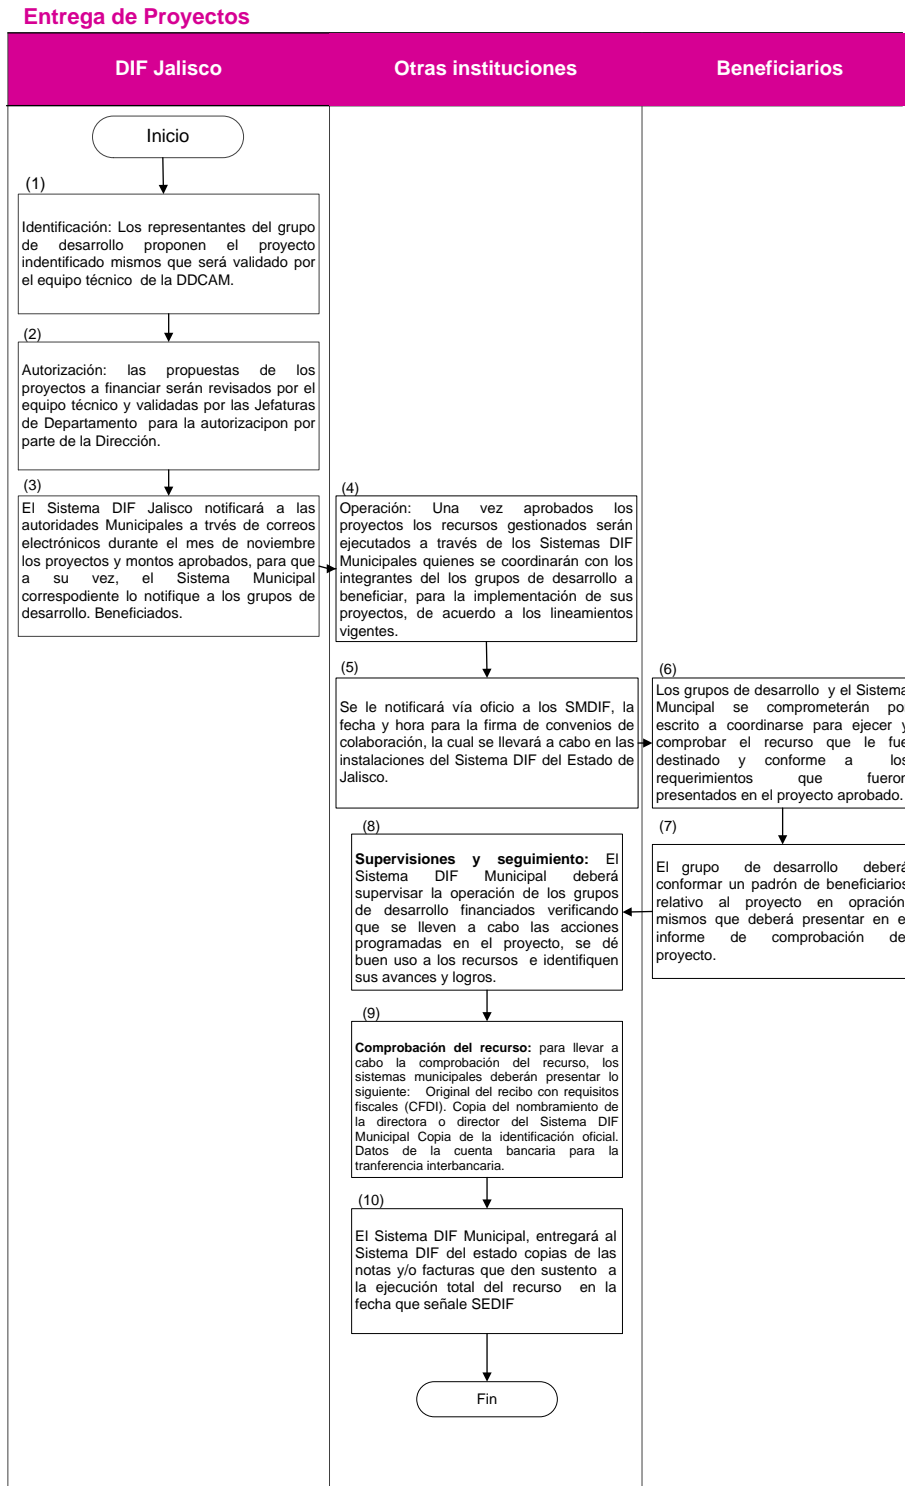 Entrega de Proyectos
DIF Jalisco
Otras instituciones
Beneficiarios
Inicio
(1)
Identificación: Los representantes del grupo
de desarrollo proponen el proyecto
indentificado mismos que será validado por
el equipo técnico de la DDCAM.
(2)
Autorización: las propuestas de los
proyectos a financiar serán revisados por el
equipo técnico y validadas por las Jefaturas
de Departamento para la autorizacipon por
parte de la Dirección.
(3)
El Sistema DIF Jalisco notificará a las
autoridades Municipales a trvés de correos
electrónicos durante el mes de noviembre
los proyectos y montos aprobados, para que
a su vez, el Sistema Municipal
correspodiente lo notifique a los grupos de
desarrollo. Beneficiados.
(4)
Operación: Una vez aprobados los
proyectos los recursos gestionados serán
ejecutados a través de los Sistemas DIF
Municipales quienes se coordinarán con los
integrantes del los grupos de desarrollo a
beneficiar, para la implementación de sus
proyectos, de acuerdo a los lineamientos
vigentes.
(5)
Se le notificará vía oficio a los SMDIF, la
fecha y hora para la firma de convenios de
colaboración, la cual se llevará a cabo en las
instalaciones del Sistema DIF del Estado de
Jalisco.
(6)
Los grupos de desarrollo y el Sistema
Muncipal se comprometerán por
escrito a coordinarse para ejecer y
comprobar el recurso que le fue
destinado y conforme a los
requerimientos que fueron
presentados en el proyecto aprobado.
(7)
El grupo de desarrollo deberá
conformar un padrón de beneficiarios
relativo al proyecto en opración
mismos que deberá presentar en e
informe de comprobación de
proyecto.
(8)
Supervisiones y seguimiento: El
Sistema DIF Municipal deberá
supervisar la operación de los grupos
de desarrollo financiados verificando
que se lleven a cabo las acciones
programadas en el proyecto, se dé
buen uso a los recursos e identifiquen
sus avances y logros.
(9)
Comprobación del recurso: para llevar a
cabo la comprobación del recurso, los
sistemas municipales deberán presentar lo
siguiente: Original del recibo con requisitos
fiscales (CFDI). Copia del nombramiento de
la directora o director del Sistema DIF
Municipal Copia de la identificación oficial.
Datos de la cuenta bancaria para la
tranferencia interbancaria.
(10)
El Sistema DIF Municipal, entregará al
Sistema DIF del estado copias de las
notas y/o facturas que den sustento a
la ejecución total del recurso en la
fecha que señale SEDIF
Fin